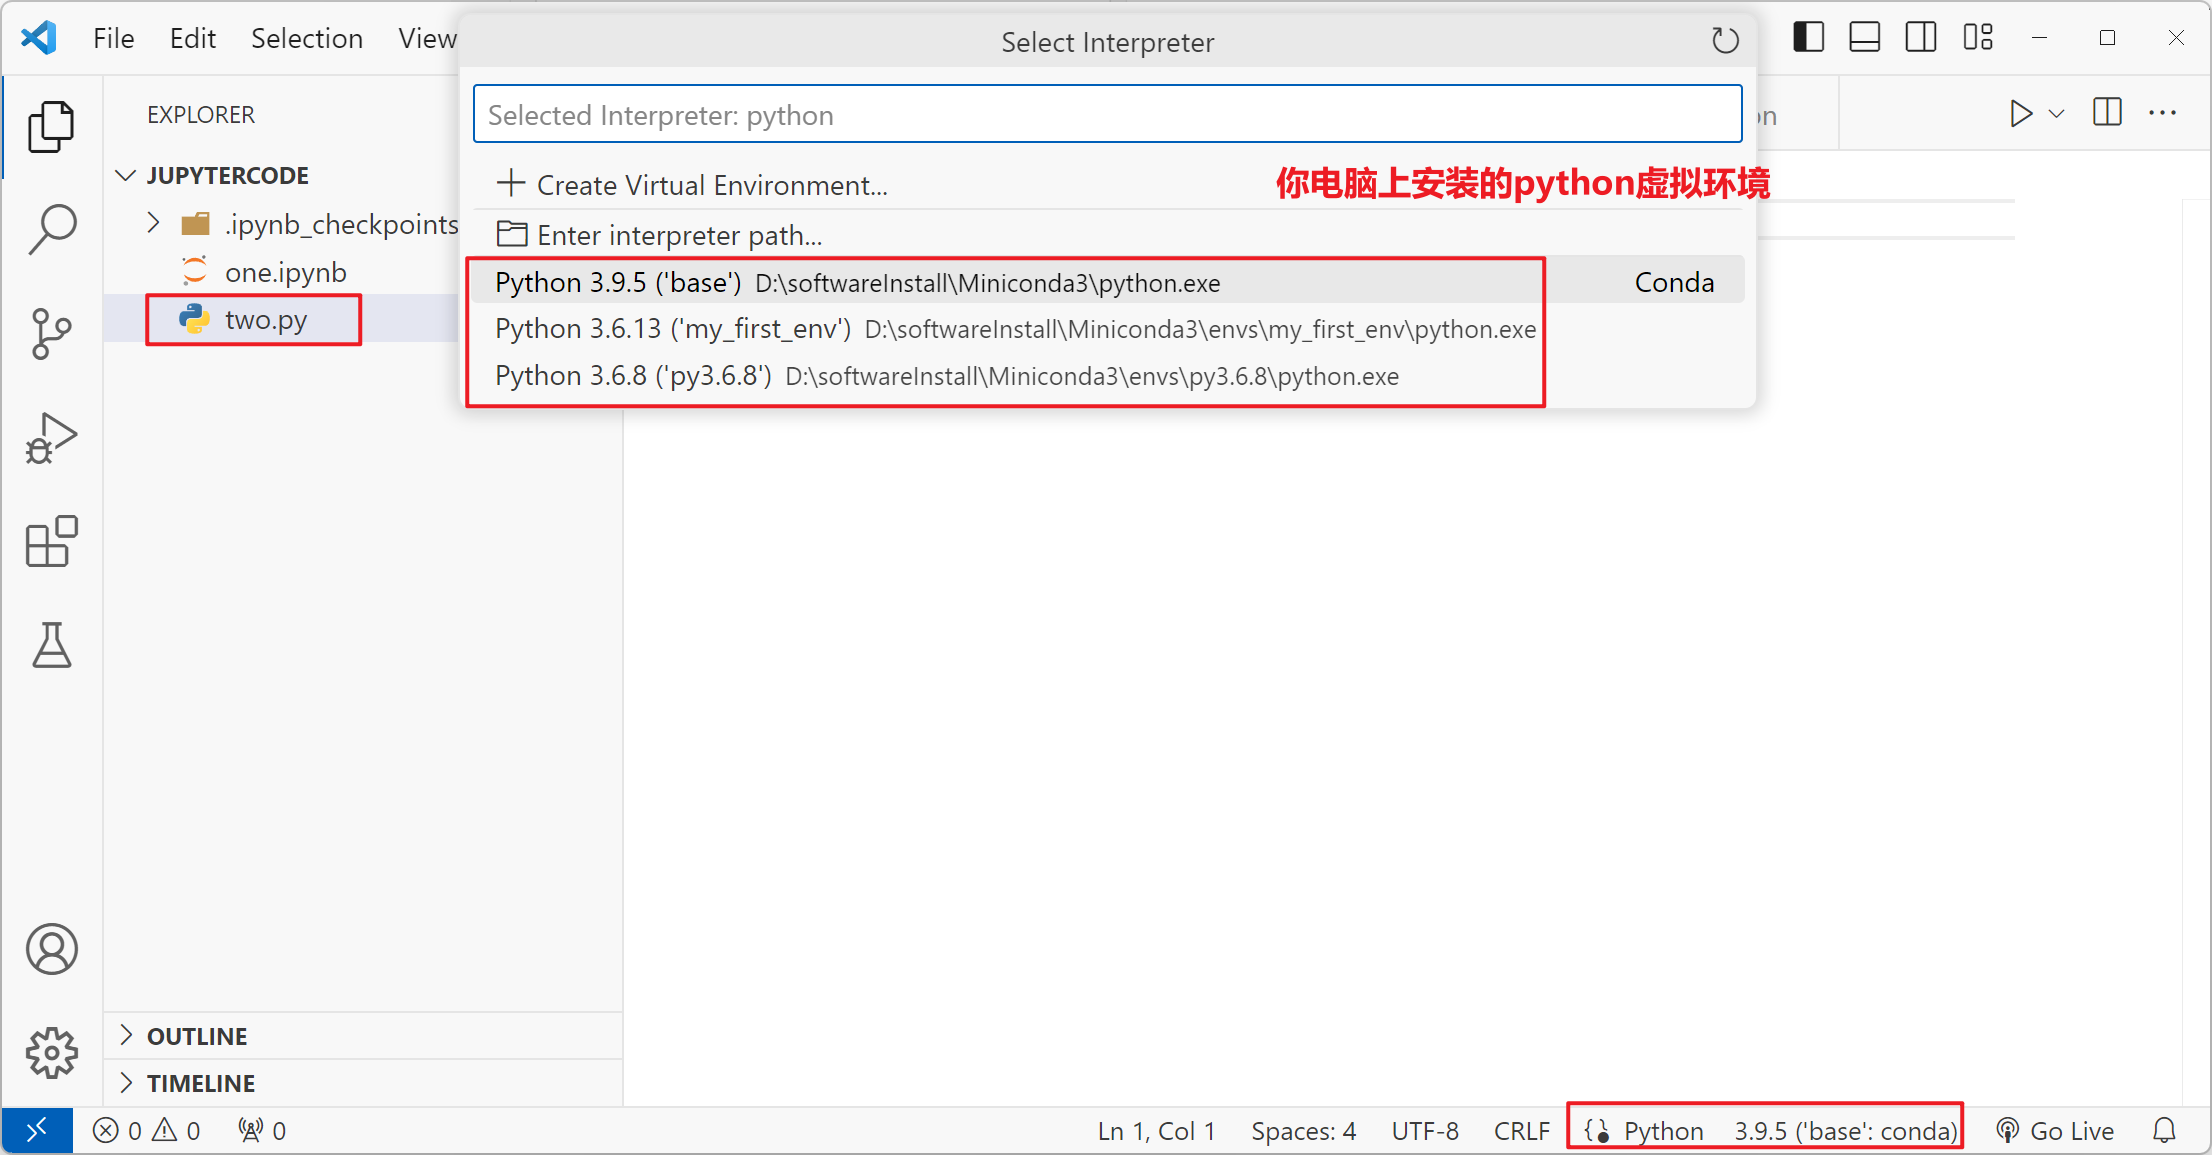 File Edit Selection View
Select Interpreter
Selected Interpreter: python
Create Virtual Environment...
你电脑上安装的python虚拟环境
Enter interpreter path...
Python 3.9.5 ('base') D:\softwareInstall\Miniconda3\python.exe Conda
Python 3.6.13 ('my_first_env') D:\softwareInstall\Miniconda3\envs\my_first_env\python.exe
Python 3.6.8 ('py3.6.8') D:\softwareInstall\Miniconda3\envs\py3.6.8\python.exe
EXPLORER
JUPYTERCODE
.ipynb_checkpoints
one.ipynb
two.py
OUTLINE
TIMELINE
0 0 0
Ln 1, Col 1 Spaces: 4 UTF-8 CRLF Python 3.9.5 ('base': conda) Go Live